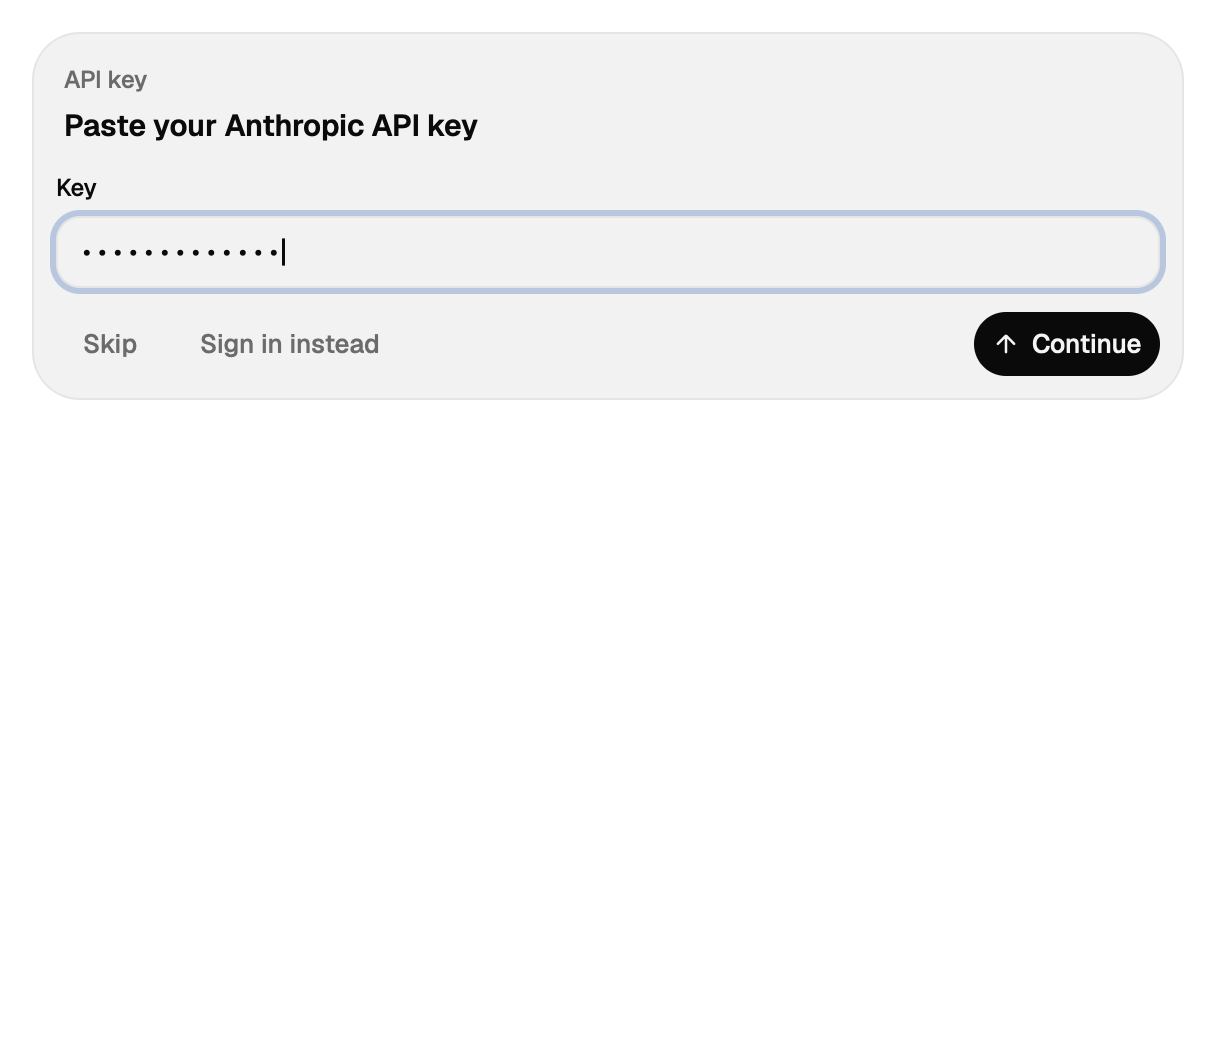 API key
Paste your Anthropic API key
Key
•••••••••••••
Skip
Sign in instead
↑ Continue